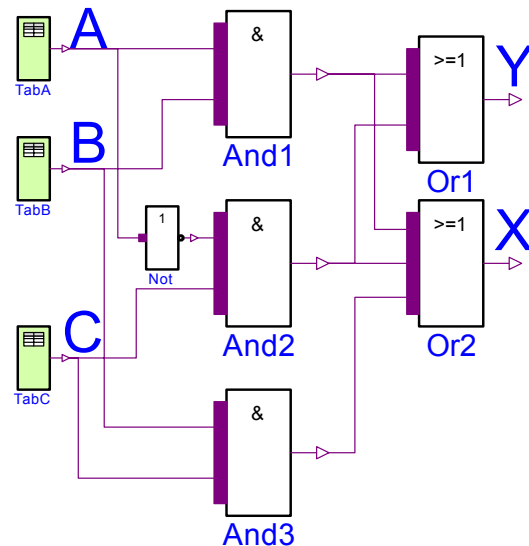 A
TabA
&
And1
>=1
Y
Or1
B
TabB
1
Not
&
And2
>=1
X
Or2
C
TabC
&
And3